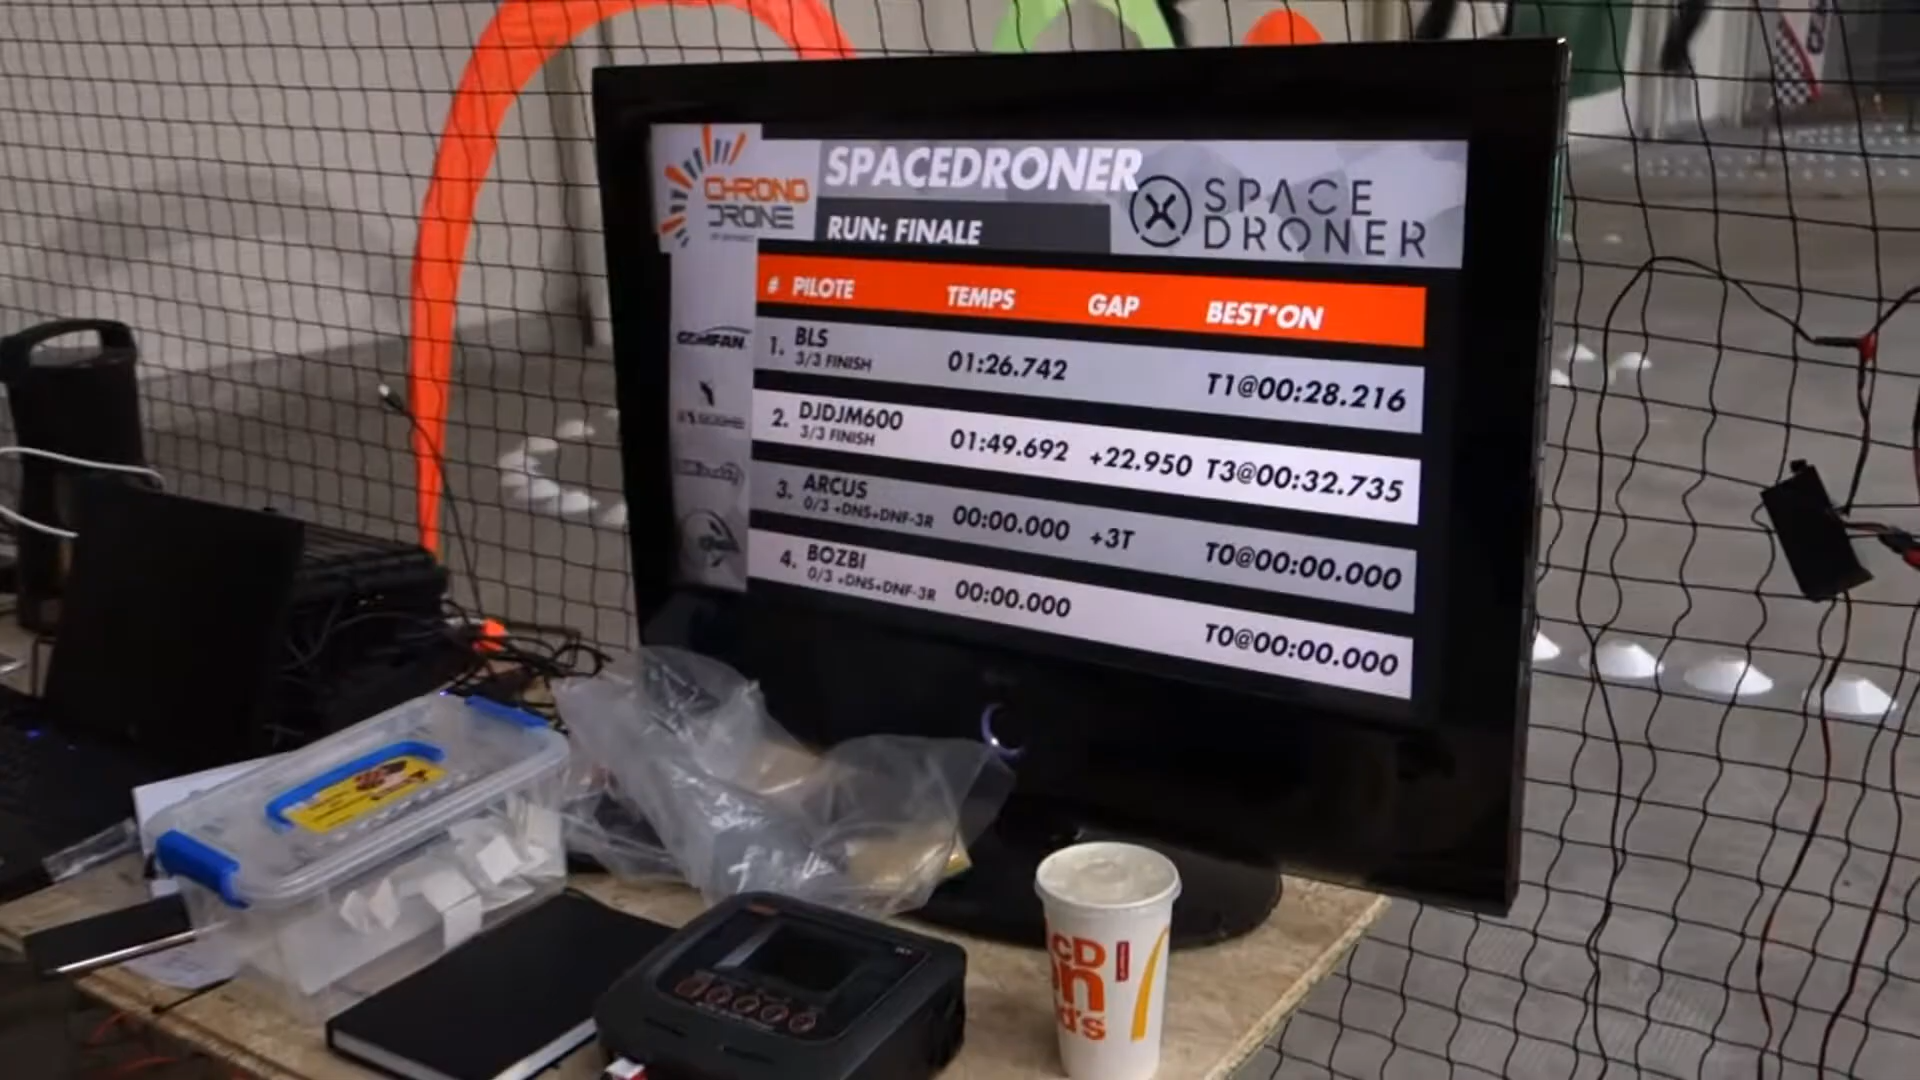 CHRONO
DRONE
SPACEDRONER
RUN: FINALE
SPACE
DRONER
# PILOTE TEMPS GAP BEST*ON
1. BLS 01:26.742 T1@00:28.216
3/3 FINISH
2. DJDJM600 01:49.692 +22.950 T3@00:32.735
3/3 FINISH
3. ARCUS 00:00.000 +3T T0@00:00.000
0/3 +DNS+DNF-3R
4. BOZBI 00:00.000 T0@00:00.000
0/3 +DNS+DNF-3R
GEMFAN